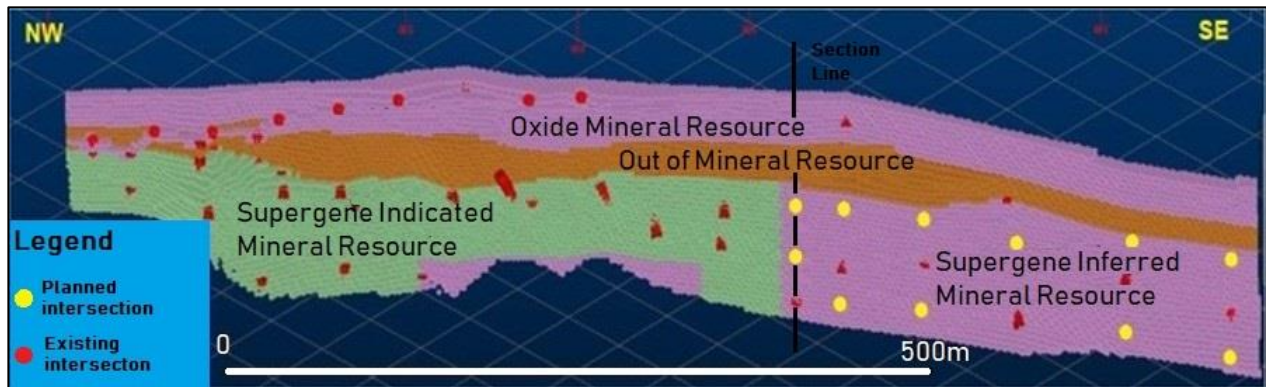 NW
SE
Section
Line
Oxide Mineral Resource
Out of Mineral Resource
Supergene Indicated
Mineral Resource
Supergene Inferred
Mineral Resource
Legend
Planned
intersection
Existing
intersecton
0
500m